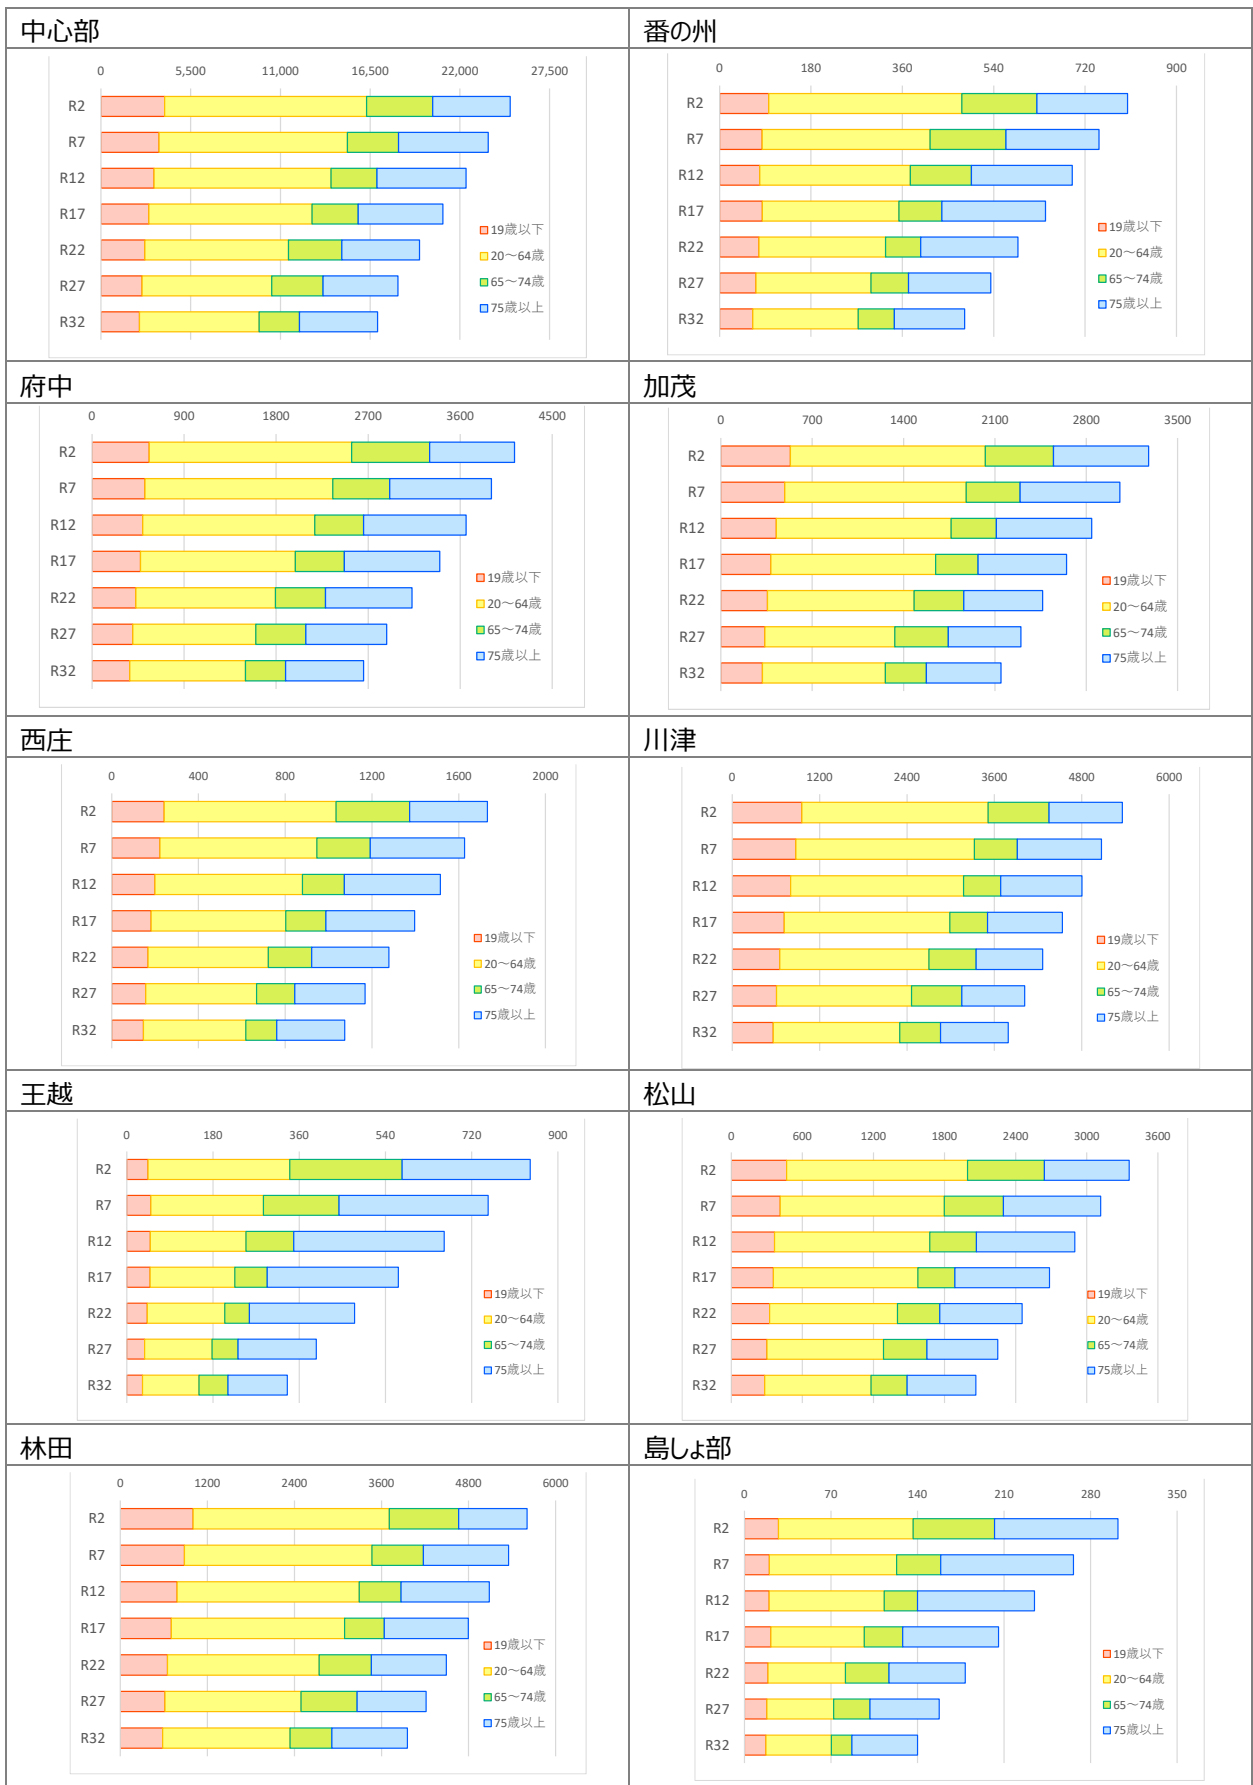 中心部
0 5,500 11,000 16,500 22,000 27,500
R2
R7
R12
R17
R22
R27
R32
19歳以下
20～64歳
65～74歳
75歳以上
番の州
0 180 360 540 720 900
R2
R7
R12
R17
R22
R27
R32
19歳以下
20～64歳
65～74歳
75歳以上
府中
0 900 1800 2700 3600 4500
R2
R7
R12
R17
R22
R27
R32
19歳以下
20～64歳
65～74歳
75歳以上
加茂
0 700 1400 2100 2800 3500
R2
R7
R12
R17
R22
R27
R32
19歳以下
20～64歳
65～74歳
75歳以上
西庄
0 400 800 1200 1600 2000
R2
R7
R12
R17
R22
R27
R32
19歳以下
20～64歳
65～74歳
75歳以上
川津
0 1200 2400 3600 4800 6000
R2
R7
R12
R17
R22
R27
R32
19歳以下
20～64歳
65～74歳
75歳以上
王越
0 180 360 540 720 900
R2
R7
R12
R17
R22
R27
R32
19歳以下
20～64歳
65～74歳
75歳以上
松山
0 600 1200 1800 2400 3000 3600
R2
R7
R12
R17
R22
R27
R32
19歳以下
20～64歳
65～74歳
75歳以上
林田
0 1200 2400 3600 4800 6000
R2
R7
R12
R17
R22
R27
R32
19歳以下
20～64歳
65～74歳
75歳以上
島しょ部
0 70 140 210 280 350
R2
R7
R12
R17
R22
R27
R32
19歳以下
20～64歳
65～74歳
75歳以上